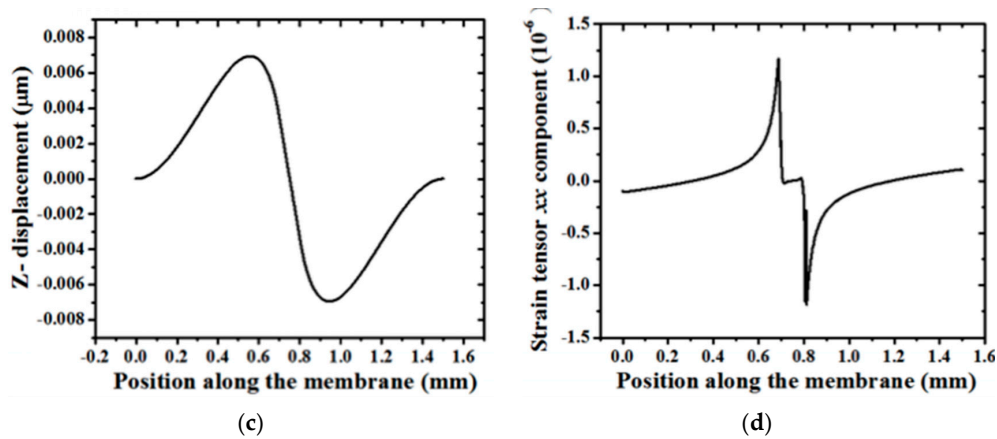 Z- displacement (μm)
0.008
0.006
0.004
0.002
0.000
-0.002
-0.004
-0.006
-0.008
-0.2 0.0 0.2 0.4 0.6 0.8 1.0 1.2 1.4 1.6
Position along the membrane (mm)
(c)
Strain tensor xx component (10⁻⁶
1.5
1.0
0.5
0.0
-0.5
-1.0
-1.5
0.0 0.2 0.4 0.6 0.8 1.0 1.2 1.4 1.6
Position along the membrane (mm)
(d)